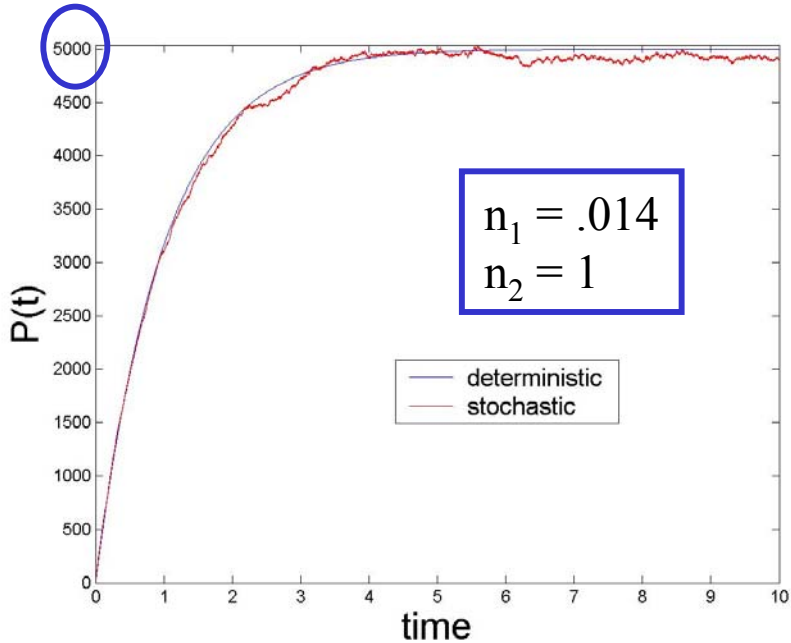 5000
4500
4000
3500
3000
2500
2000
1500
1000
500
0
P(t)
n₁ = .014
n₂ = 1
deterministic
stochastic
0 1 2 3 4 5 6 7 8 9 10
time